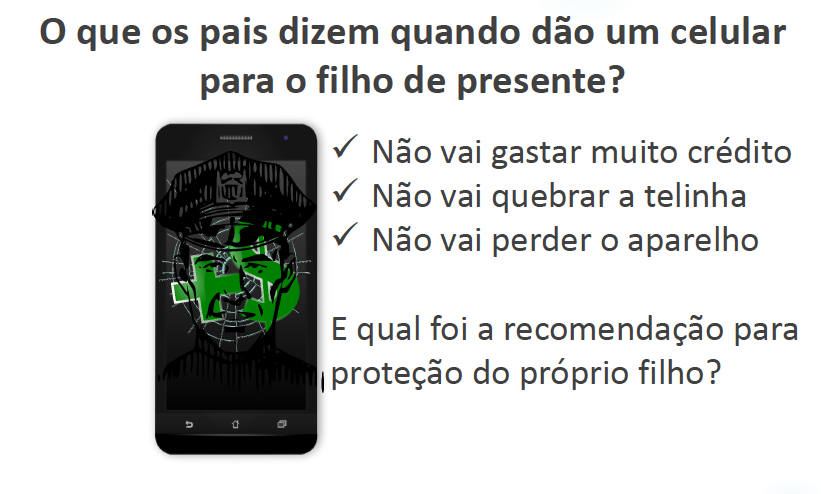 O que os pais dizem quando dão um celular
para o filho de presente?
✓ Não vai gastar muito crédito
✓ Não vai quebrar a telinha
✓ Não vai perder o aparelho
E qual foi a recomendação para
proteção do próprio filho?